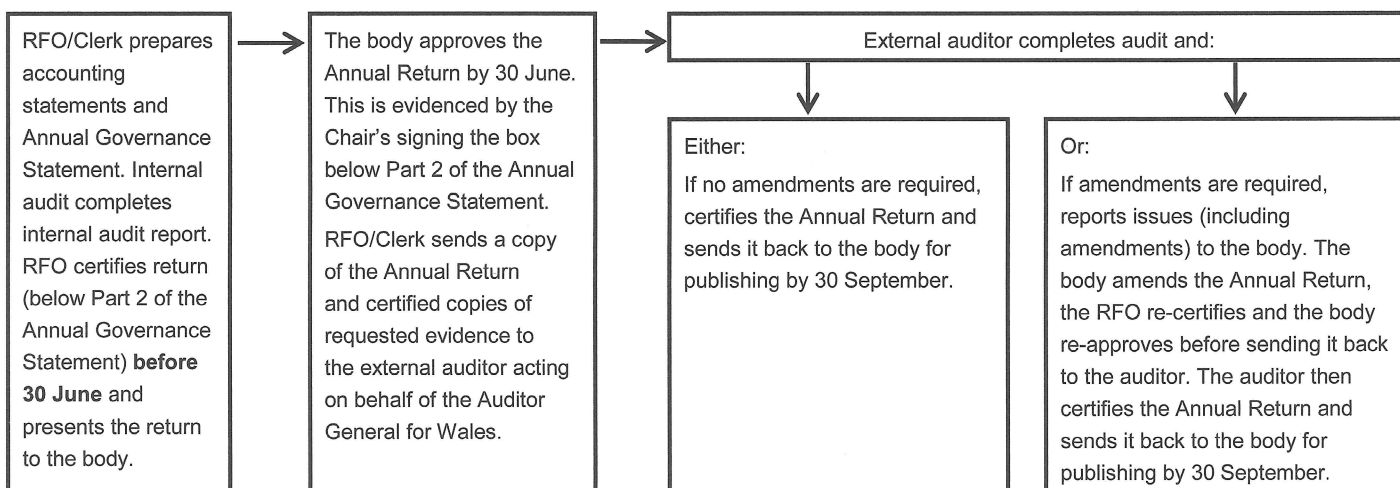 RFO/Clerk prepares
accounting
statements and
Annual Governance
Statement. Internal
audit completes
internal audit report.
RFO certifies return
(below Part 2 of the
Annual Governance
Statement) before
30 June and
presents the return
to the body.
The body approves the
Annual Return by 30 June.
This is evidenced by the
Chair's signing the box
below Part 2 of the Annual
Governance Statement.
RFO/Clerk sends a copy
of the Annual Return
and certified copies of
requested evidence to
the external auditor acting
on behalf of the Auditor
General for Wales.
External auditor completes audit and:
Either:
If no amendments are required,
certifies the Annual Return and
sends it back to the body for
publishing by 30 September.
Or:
If amendments are required,
reports issues (including
amendments) to the body. The
body amends the Annual Return,
the RFO re-certifies and the body
re-approves before sending it back
to the auditor. The auditor then
certifies the Annual Return and
sends it back to the body for
publishing by 30 September.